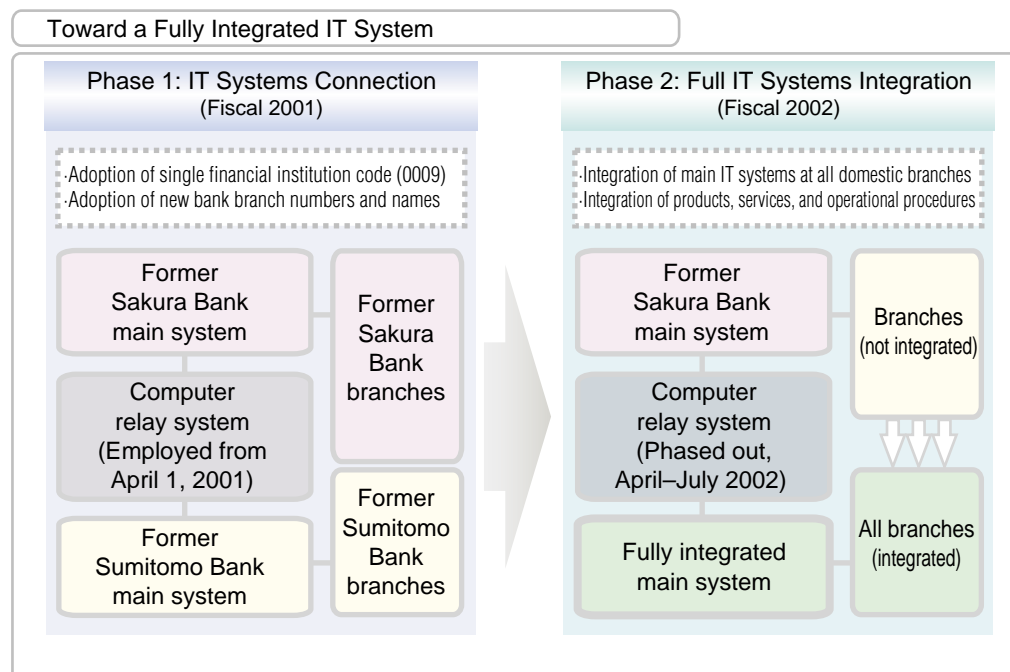 Toward a Fully Integrated IT System
Phase 1: IT Systems Connection
(Fiscal 2001)
·Adoption of single financial institution code (0009)
·Adoption of new bank branch numbers and names
Former
Sakura Bank
main system
Former
Sakura
Bank
branches
Computer
relay system
(Employed from
April 1, 2001)
Former
Sumitomo Bank
main system
Former
Sumitomo
Bank
branches
Phase 2: Full IT Systems Integration
(Fiscal 2002)
·Integration of main IT systems at all domestic branches
·Integration of products, services, and operational procedures
Former
Sakura Bank
main system
Branches
(not integrated)
Computer
relay system
(Phased out,
April–July 2002)
Fully integrated
main system
All branches
(integrated)